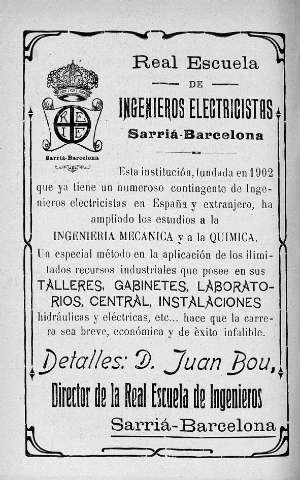 Real Escuela
DE
INGENIEROS ELECTRICISTAS
Sarriá-Barcelona
Sarriá-Barcelona
Esta institución, fundada en 1902
que ya tiene un numeroso contingente de Inge-
nieros electricistas en España y extranjero, ha
ampliado los estudios a la
INGENIERIA MECANICA y a la QUIMICA.
Un especial método en la aplicación de los ilimi-
tados recursos industriales que posee en sus
TALLERES, GABINETES, LABORATO-
RIOS, CENTRAL, INSTALACIONES
hidráulicas y eléctricas, etc... hace que la carre-
ra sea breve, económica y de éxito infalible.
Detalles: D. Juan Bou,
Director de la Real Escuela de Ingenieros
Sarriá-Barcelona